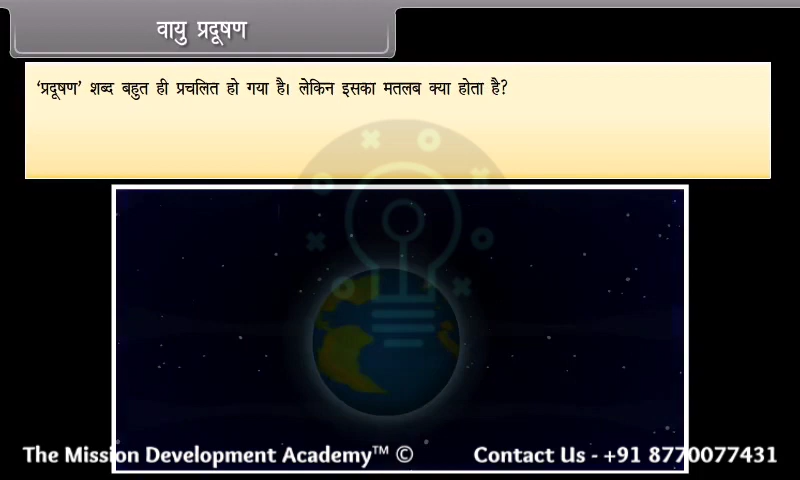 वायु प्रदूषण
‘प्रदूषण’ शब्द बहुत ही प्रचलित हो गया है। लेकिन इसका मतलब क्या होता है?
The Mission Development Academy™ © Contact Us - +91 8770077431